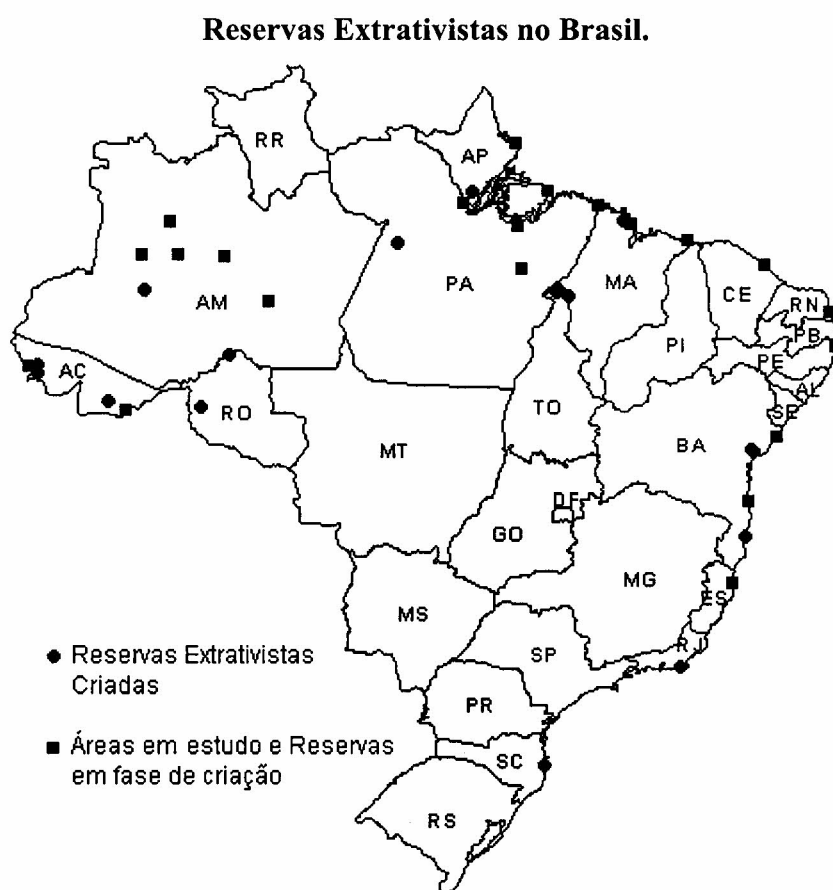 Reservas Extrativistas no Brasil.
RR
AP
AM
PA
MA
CE
RN
PB
PE
AL
SE
PI
AC
RO
TO
MT
BA
DF
GO
MG
ES
MS
SP
RJ
PR
SC
RS
Reservas Extrativistas
Criadas
Áreas em estudo e Reservas
em fase de criação